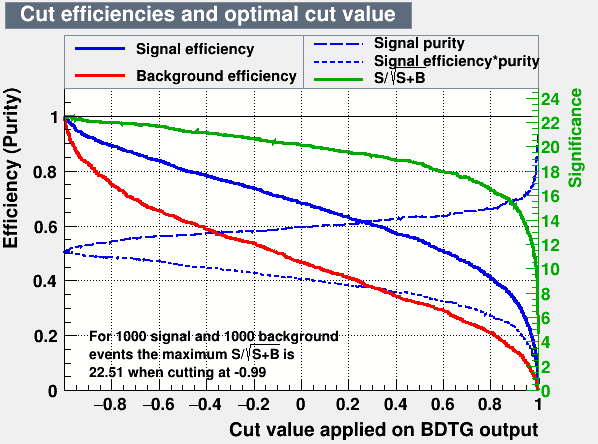 Cut efficiencies and optimal cut value
Signal efficiency
Background efficiency
Signal purity
Signal efficiency*purity
S/√S+B
Efficiency (Purity)
1
0.8
0.6
0.4
0.2
0
24
22
20
18
16
14
12
10
8
6
4
2
0
Significance
For 1000 signal and 1000 background
events the maximum S/√S+B is
22.51 when cutting at -0.99
−0.8 −0.6 −0.4 −0.2 0 0.2 0.4 0.6 0.8 1
Cut value applied on BDTG output